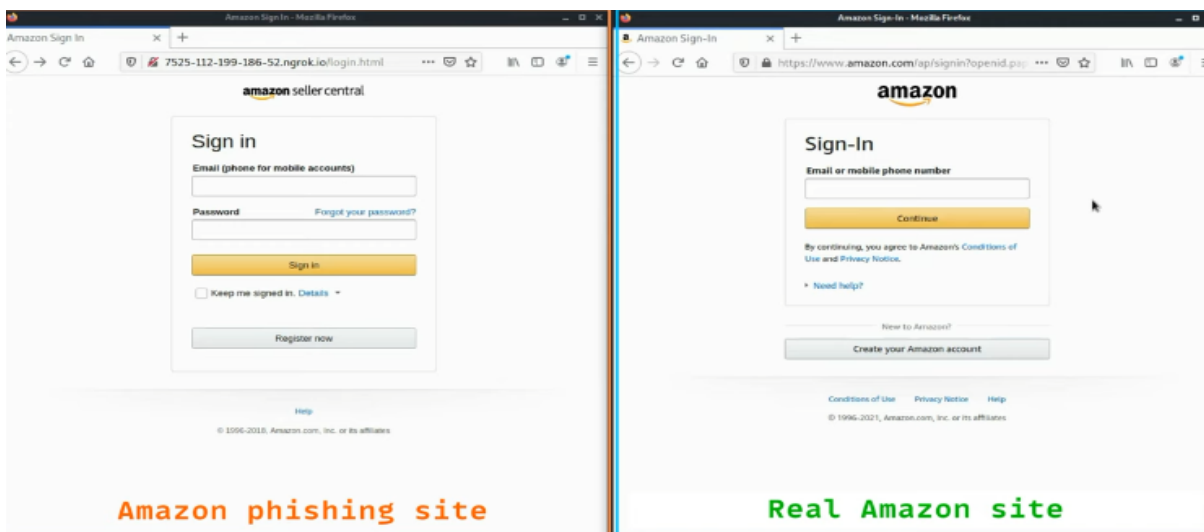 Amazon Sign In - Mozilla Firefox
Amazon Sign In
7525-112-199-186-52.ngrok.io/login.html
amazon seller central
Sign in
Email (phone for mobile accounts)
Password Forgot your password?
Sign in
Keep me signed in. Details
Register now
Help
© 1996-2018, Amazon.com, Inc. or its affiliates
Amazon phishing site
Amazon Sign-In - Mozilla Firefox
Amazon Sign-In
https://www.amazon.com/ap/signin?openid.pap
amazon
Sign-In
Email or mobile phone number
Continue
By continuing, you agree to Amazon's Conditions of
Use and Privacy Notice.
Need help?
New to Amazon?
Create your Amazon account
Conditions of Use Privacy Notice Help
© 1996-2021, Amazon.com, Inc. or its affiliates
Real Amazon site